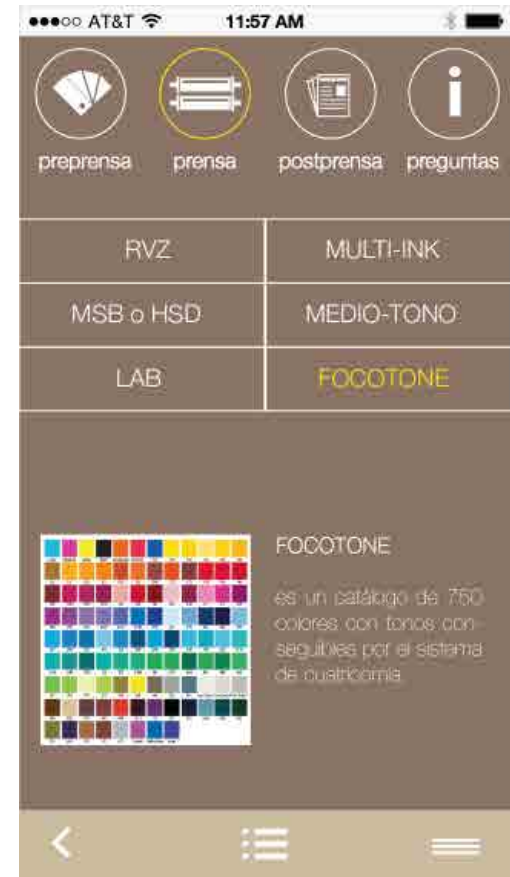 AT&T 11:57 AM
preprensa prensa postprensa preguntas
RVZ MULTI-INK
MSB o HSD MEDIO-TONO
LAB FOCOTONE
FOCOTONE
es un catálogo de 750
colores con tonos con-
seguibles por el sistema
de cuatricomía